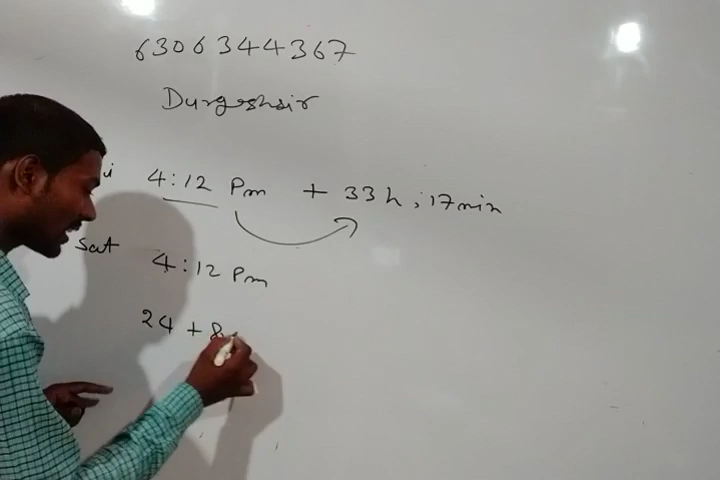 6306344367
Durgeshsir
i 4:12 Pm + 33h, 17min
Sat 4:12 Pm
24 + 8